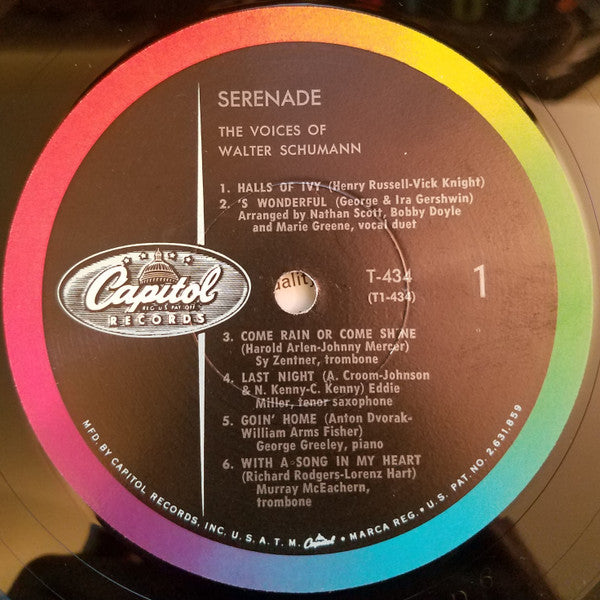 SERENADE
THE VOICES OF
WALTER SCHUMANN
1. HALLS OF IVY (Henry Russell-Vick Knight)
2. 'S WONDERFUL (George & Ira Gershwin)
Arranged by Nathan Scott, Bobby Doyle
and Marie Greene, vocal duet
Capitol
REG. U.S. PAT. OFF.
RECORDS
uality
T-434
(T1-434)
1
3. COME RAIN OR COME SHINE
(Harold Arlen-Johnny Mercer)
Sy Zentner, trombone
4. LAST NIGHT (A. Croom-Johnson
& N. Kenny-C. Kenny) Eddie
Miller, tenor saxophone
5. GOIN' HOME (Anton Dvorak-
William Arms Fisher)
George Greeley, piano
6. WITH A SONG IN MY HEART
(Richard Rodgers-Lorenz Hart)
Murray McEachern,
trombone
MFD. BY CAPITOL RECORDS, INC. U.S.A. T.M. Capitol • MARCA REG. • U.S. PAT. NO. 2,631,859